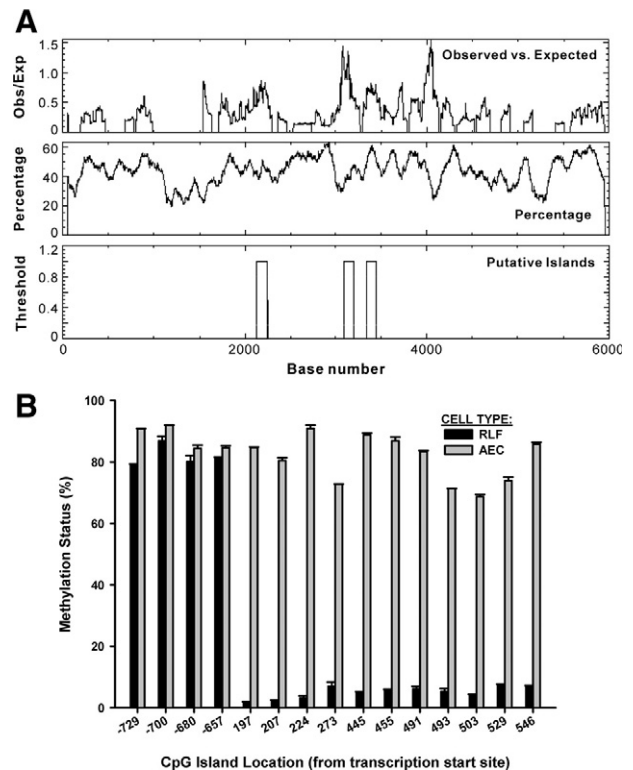 A
Observed vs. Expected
Obs/Exp
1.5
1.0
0.5
0
Percentage
60
40
20
0
Percentage
Threshold
1.2
0.8
0.4
0
Putative Islands
0 2000 4000 6000
Base number
B
Methylation Status (%)
100
80
60
40
20
0
CELL TYPE:
RLF
AEC
-729 -700 -680 -657 197 207 224 273 445 455 491 493 503 529 546
CpG Island Location (from transcription start site)